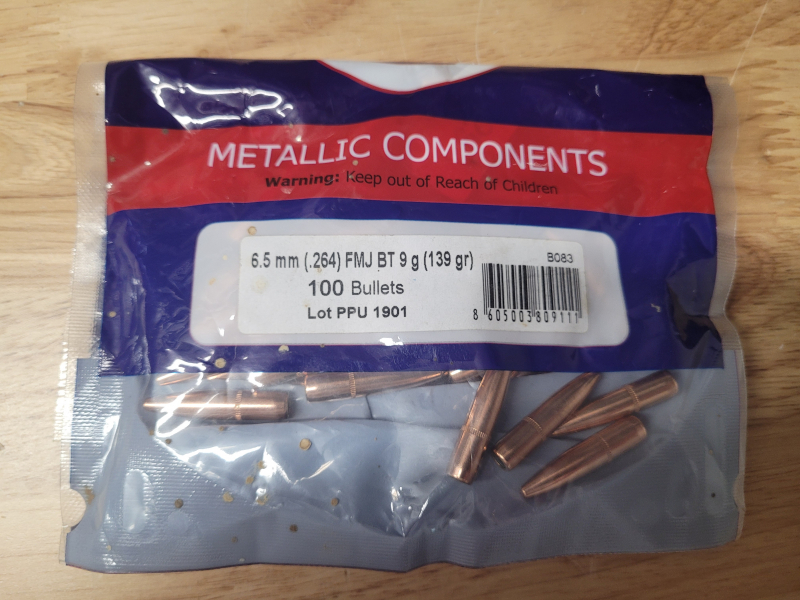 METALLIC COMPONENTS
Warning: Keep out of Reach of Children
6.5 mm (.264) FMJ BT 9 g (139 gr)
B083
100 Bullets
Lot PPU 1901
8 605003 809111